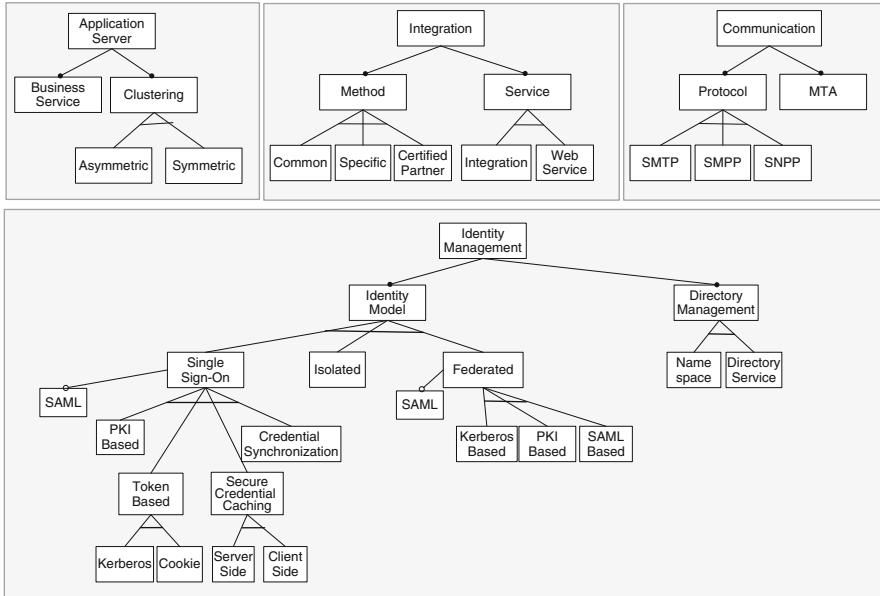 Application
Server
Business
Service
Clustering
Asymmetric
Symmetric
Integration
Method
Service
Common
Specific
Certified
Partner
Integration
Web
Service
Communication
Protocol
MTA
SMTP
SMPP
SNPP
Identity
Management
Identity
Model
Directory
Management
Single
Sign-On
Isolated
Federated
Name
space
Directory
Service
SAML
SAML
PKI
Based
Credential
Synchronization
Kerberos
Based
PKI
Based
SAML
Based
Token
Based
Secure
Credential
Caching
Kerberos
Cookie
Server
Side
Client
Side